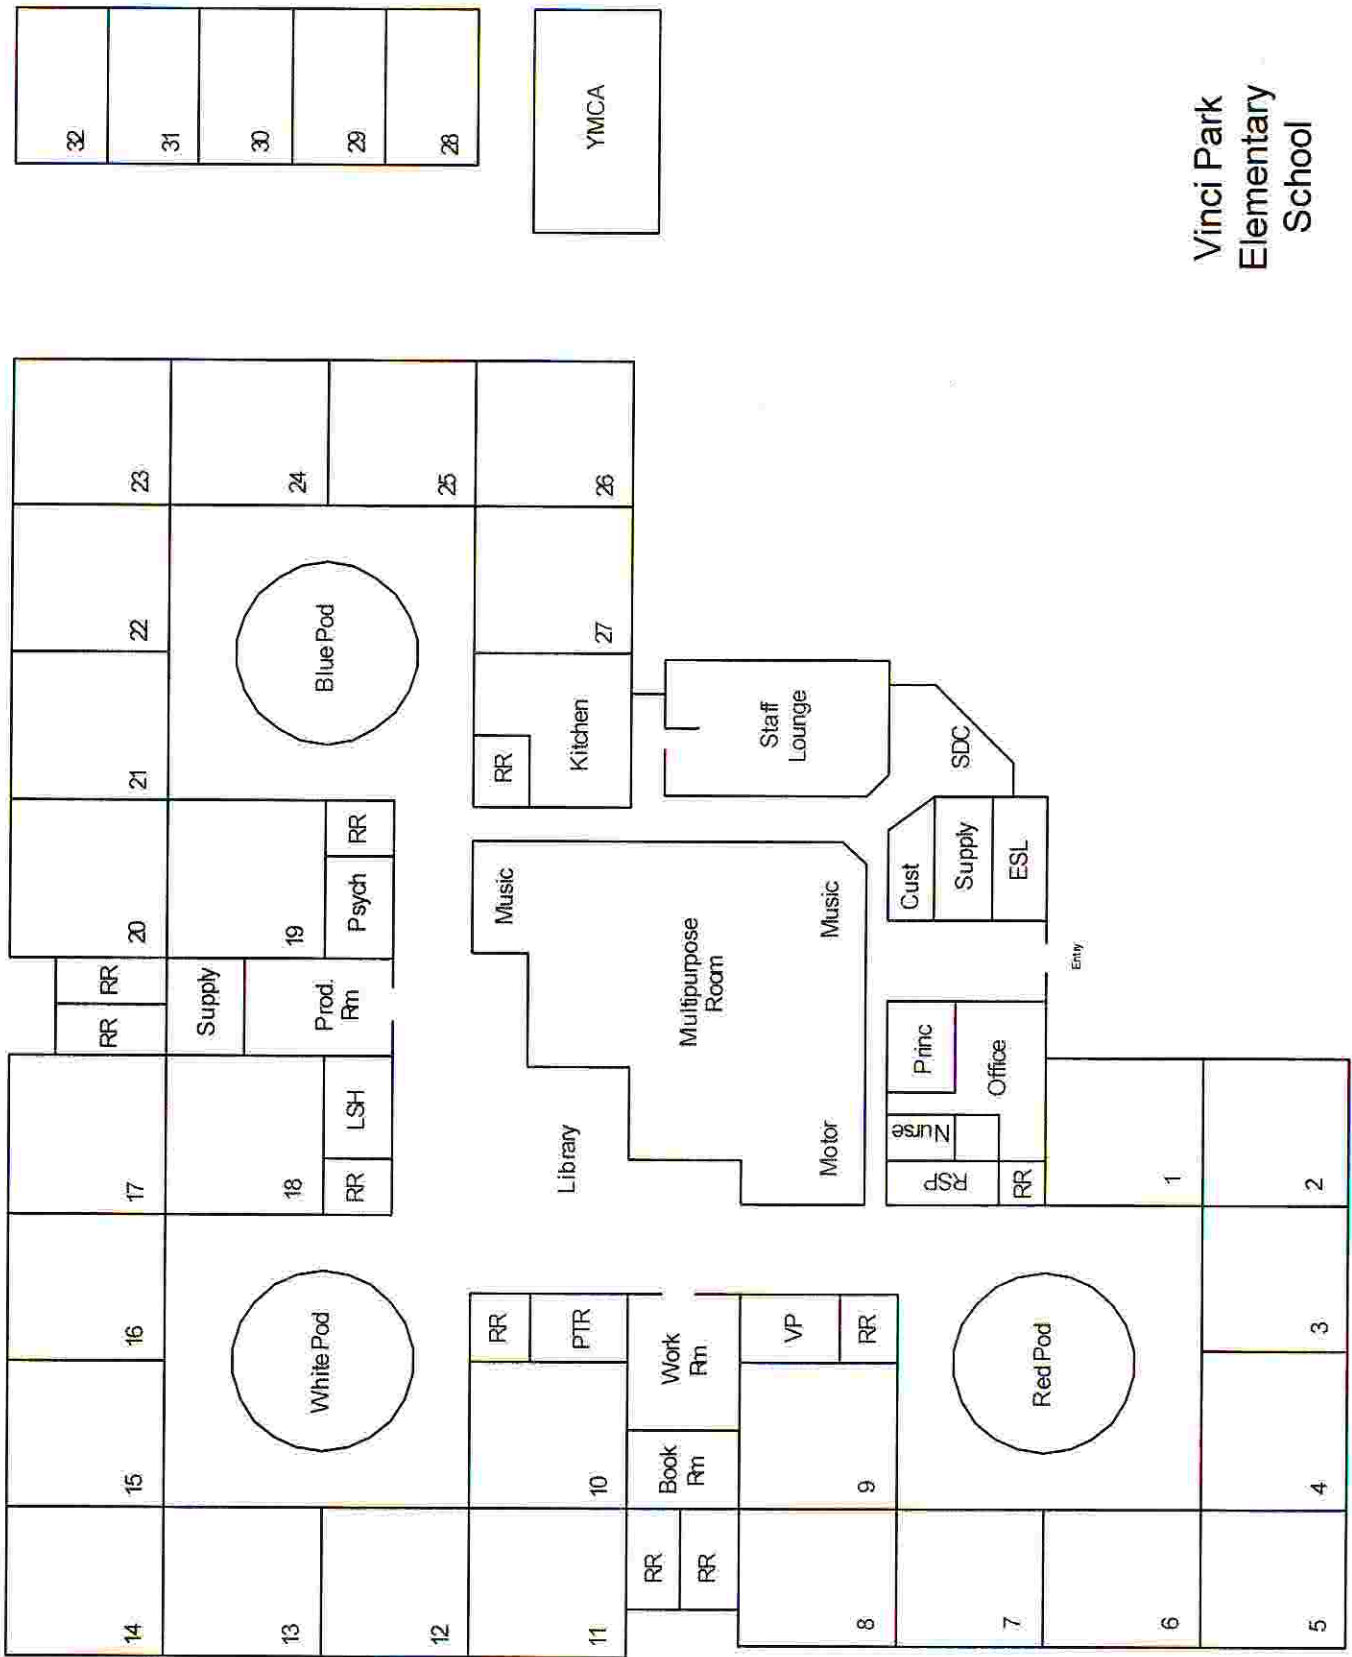 32
31
30
29
28
YMCA
Vinci Park
Elementary
School
23
24
25
26
22
27
21
Blue Pod
20
19
RR
Psych
RR
Kitchen
Staff
Lounge
SDC
Music
Music
Multipurpose
Room
Motor
Cust
Supply
ESL
Entry
RR
RR
Supply
Prod.
Rm
LSH
RR
17
18
Library
Princ
Office
Nurse
RSP
RR
1
2
16
15
14
13
12
White Pod
RR
PTR
10
11
Work
Rm
Book
Rm
RR
RR
VP
RR
9
8
Red Pod
3
4
7
6
5